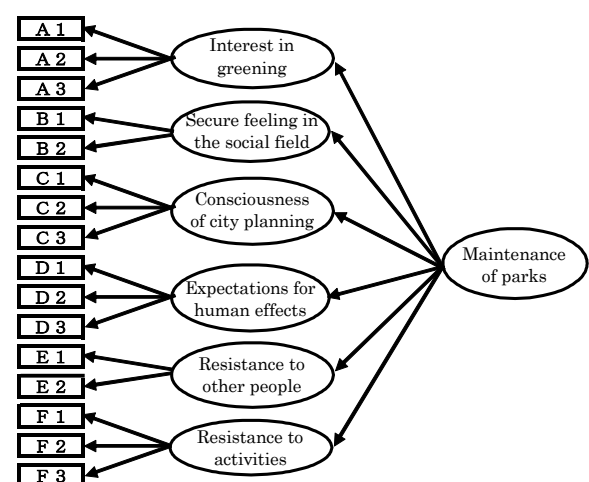 A 1
A 2
A 3
B 1
B 2
C 1
C 2
C 3
D 1
D 2
D 3
E 1
E 2
F 1
F 2
F 3
Interest in
greening
Secure feeling in
the social field
Consciousness
of city planning
Expectations for
human effects
Resistance to
other people
Resistance to
activities
Maintenance
of parks